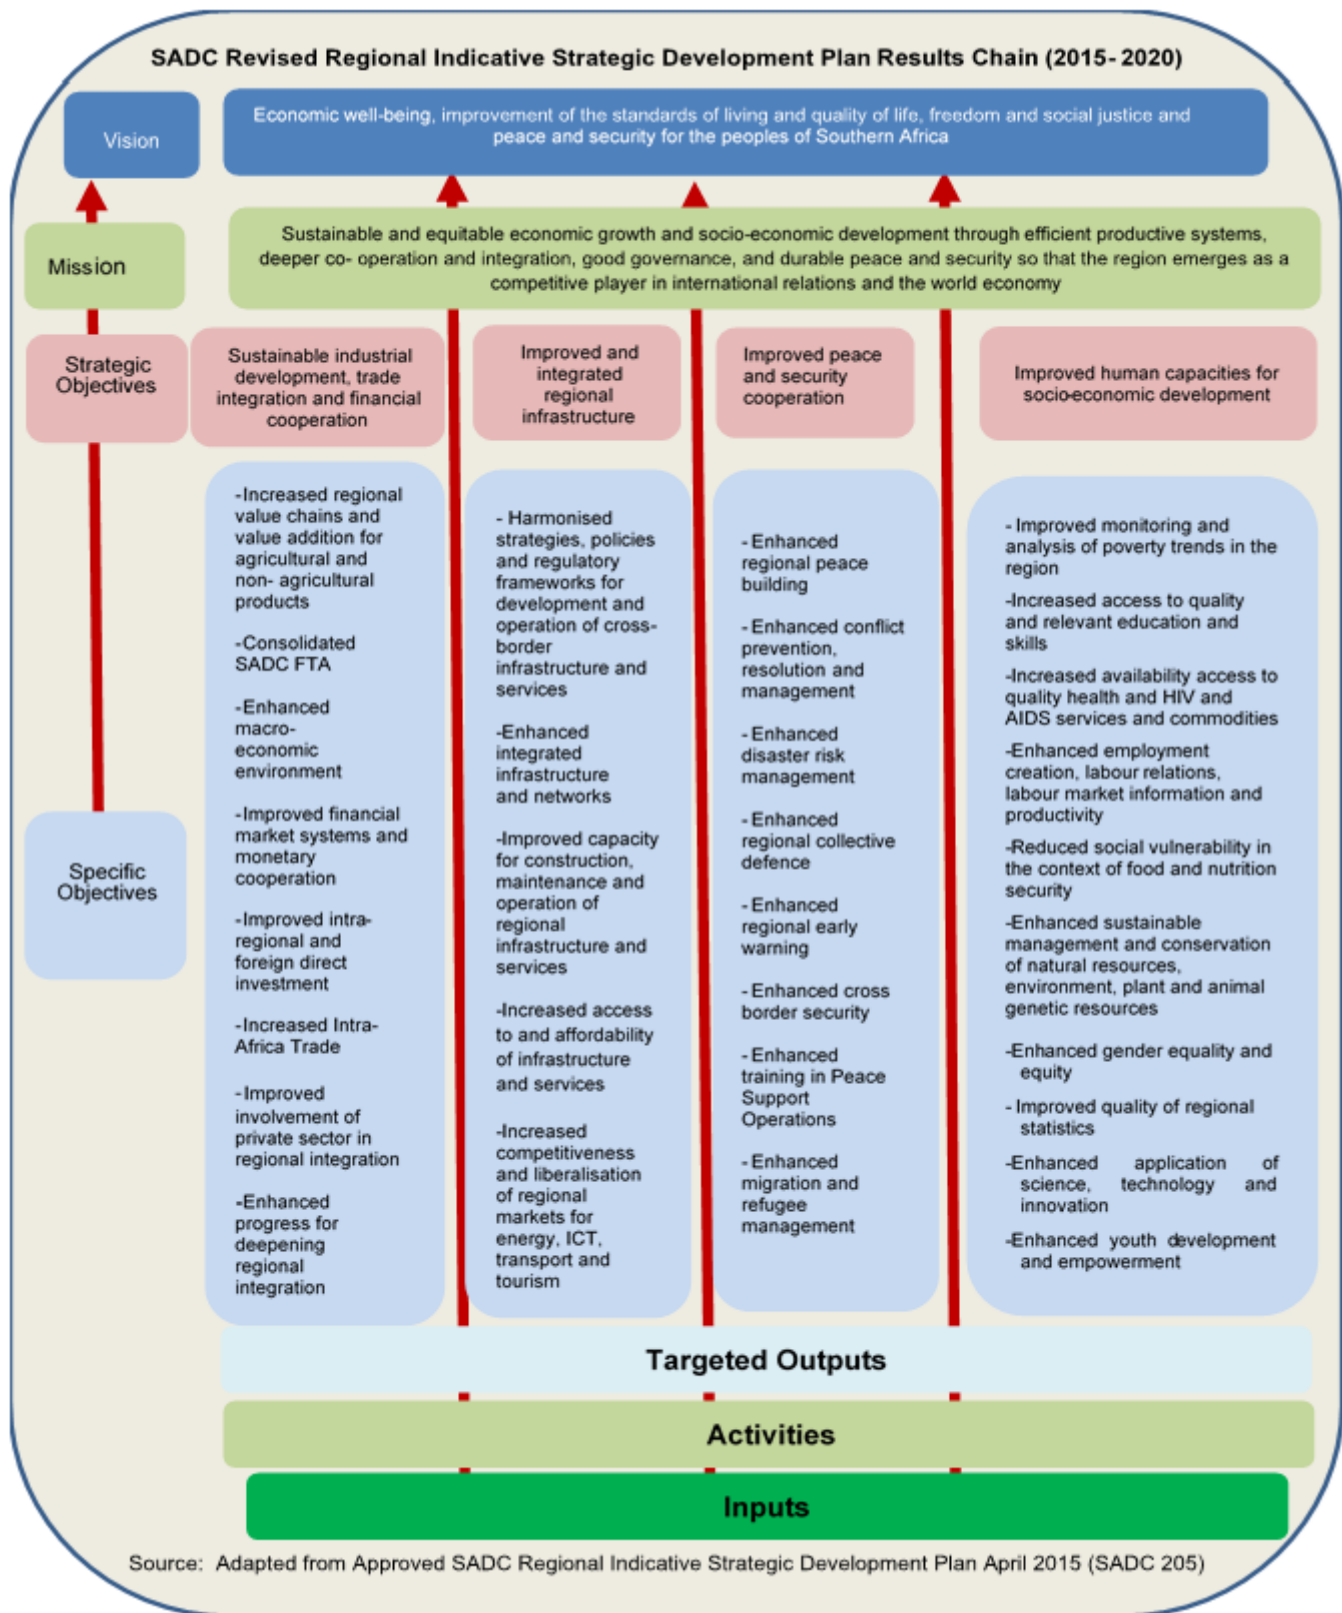 SADC Revised Regional Indicative Strategic Development Plan Results Chain (2015- 2020)
Vision
Economic well-being, improvement of the standards of living and quality of life, freedom and social justice and
peace and security for the peoples of Southern Africa
Mission
Sustainable and equitable economic growth and socio-economic development through efficient productive systems,
deeper co- operation and integration, good governance, and durable peace and security so that the region emerges as a
competitive player in international relations and the world economy
Strategic
Objectives
Sustainable industrial
development, trade
integration and financial
cooperation
Improved and
integrated
regional
infrastructure
Improved peace
and security
cooperation
Improved human capacities for
socio-economic development
Specific
Objectives
-Increased regional
value chains and
value addition for
agricultural and
non- agricultural
products
-Consolidated
SADC FTA
-Enhanced
macro-
economic
environment
-Improved financial
market systems and
monetary
cooperation
-Improved intra-
regional and
foreign direct
investment
-Increased Intra-
Africa Trade
-Improved
involvement of
private sector in
regional integration
-Enhanced
progress for
deepening
regional
integration
- Harmonised
strategies, policies
and regulatory
frameworks for
development and
operation of cross-
border
infrastructure and
services
-Enhanced
integrated
infrastructure
and networks
-Improved capacity
for construction,
maintenance and
operation of
regional
infrastructure and
services
-Increased access
to and affordability
of infrastructure
and services
-Increased
competitiveness
and liberalisation
of regional
markets for
energy, ICT,
transport and
tourism
- Enhanced
regional peace
building
- Enhanced conflict
prevention,
resolution and
management
- Enhanced
disaster risk
management
- Enhanced
regional collective
defence
- Enhanced
regional early
warning
- Enhanced cross
border security
- Enhanced
training in Peace
Support
Operations
- Enhanced
migration and
refugee
management
- Improved monitoring and
analysis of poverty trends in the
region
-Increased access to quality
and relevant education and
skills
-Increased availability access to
quality health and HIV and
AIDS services and commodities
-Enhanced employment
creation, labour relations,
labour market information and
productivity
-Reduced social vulnerability in
the context of food and nutrition
security
-Enhanced sustainable
management and conservation
of natural resources,
environment, plant and animal
genetic resources
-Enhanced gender equality and
equity
- Improved quality of regional
statistics
-Enhanced application of
science, technology and
innovation
-Enhanced youth development
and empowerment
Targeted Outputs
Activities
Inputs
Source: Adapted from Approved SADC Regional Indicative Strategic Development Plan April 2015 (SADC 205)